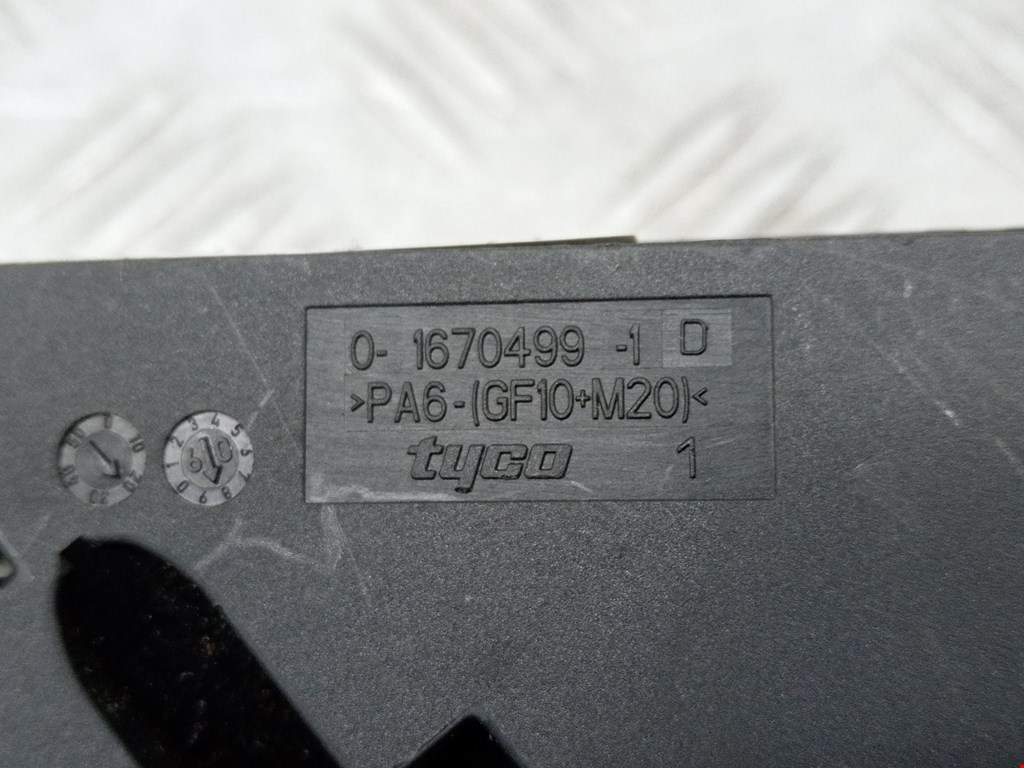 0- 1670499 -1 D
>PA6-(GF10+M20)<
tyco 1